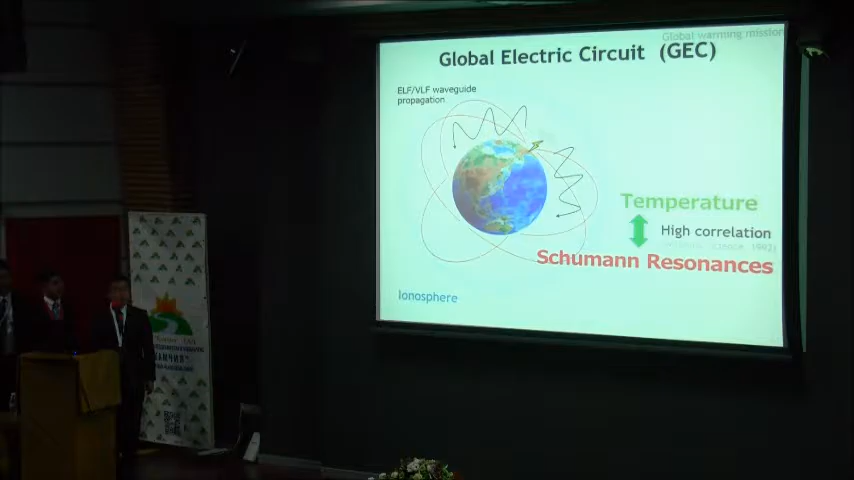 Global warming mission
Global Electric Circuit (GEC)
ELF/VLF waveguide
propagation
Temperature
High correlation
Schumann Resonances
Ionosphere